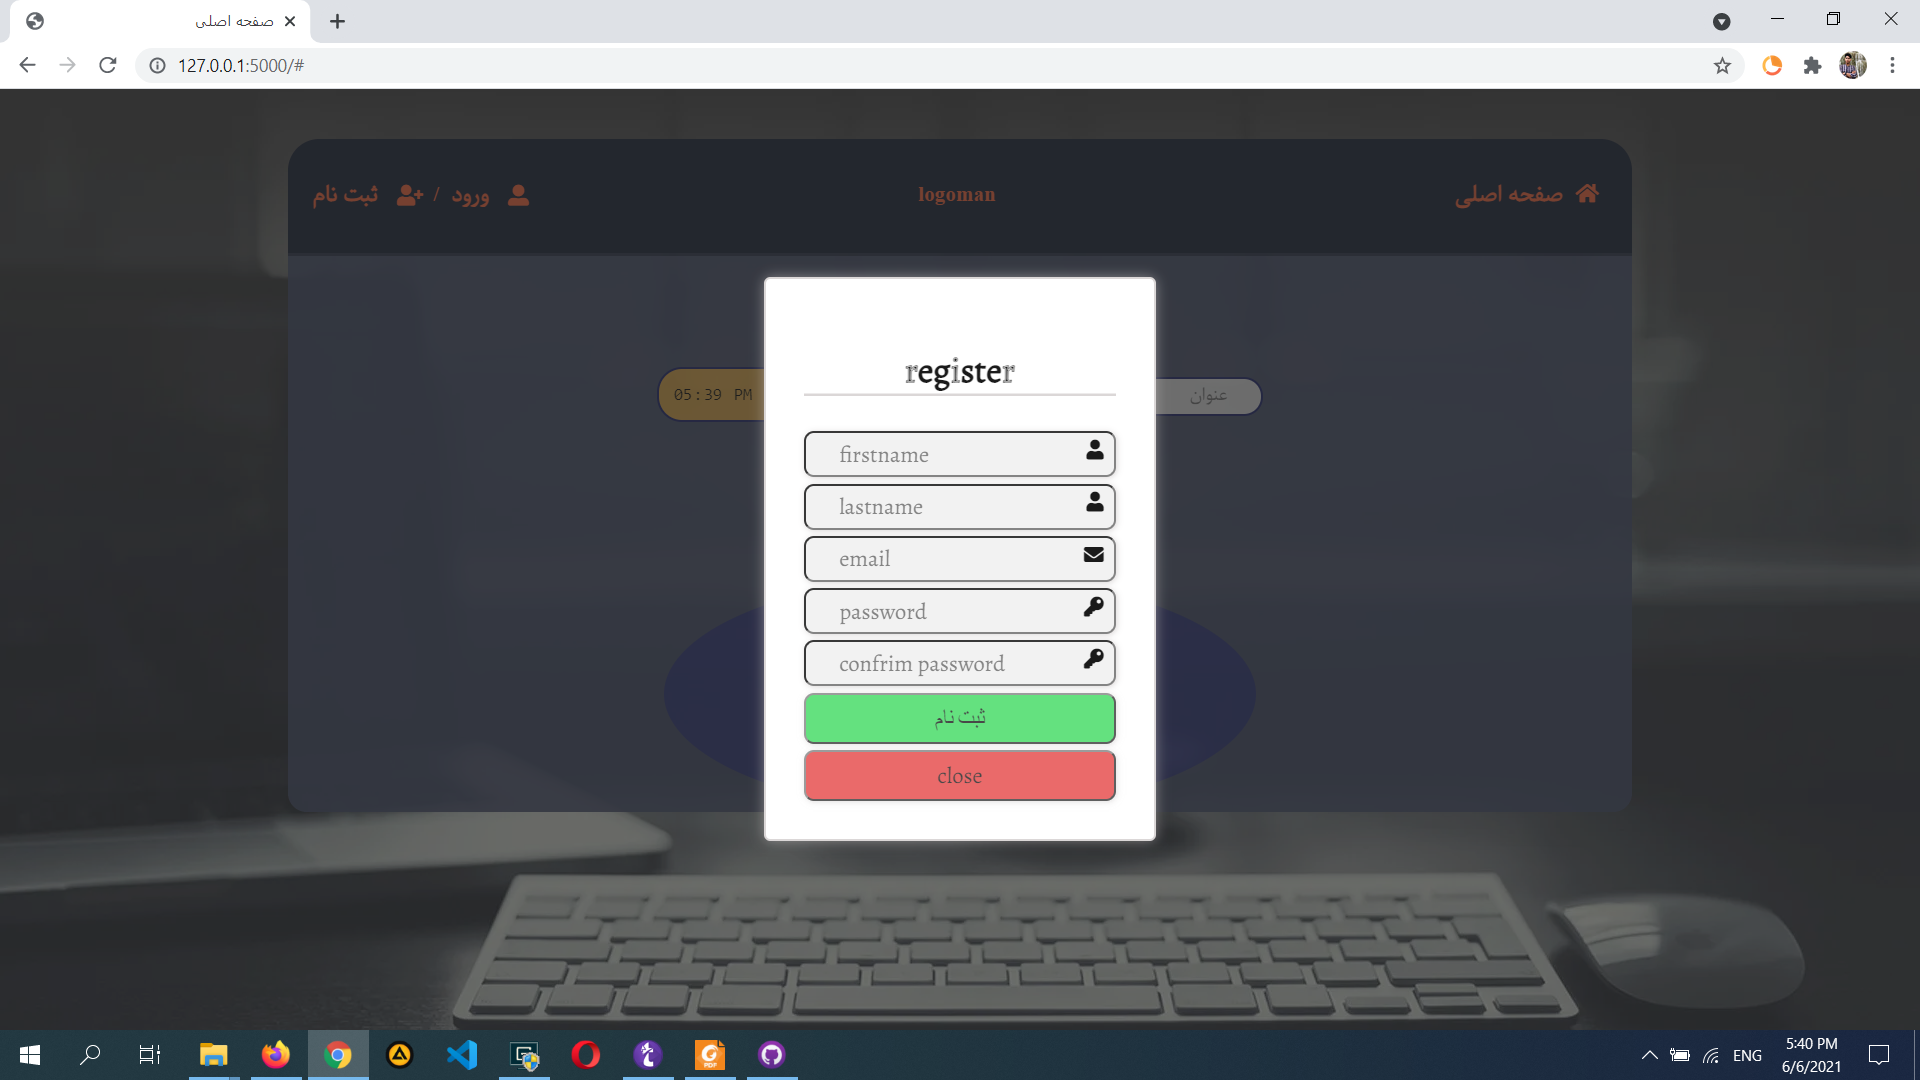 صفحه اصلی
127.0.0.1:5000/#
صفحه اصلی
logoman
ورود / ثبت نام
05:39 PM
عنوان
register
firstname
lastname
email
password
confrim password
ثبت نام
close
ENG
5:40 PM
6/6/2021